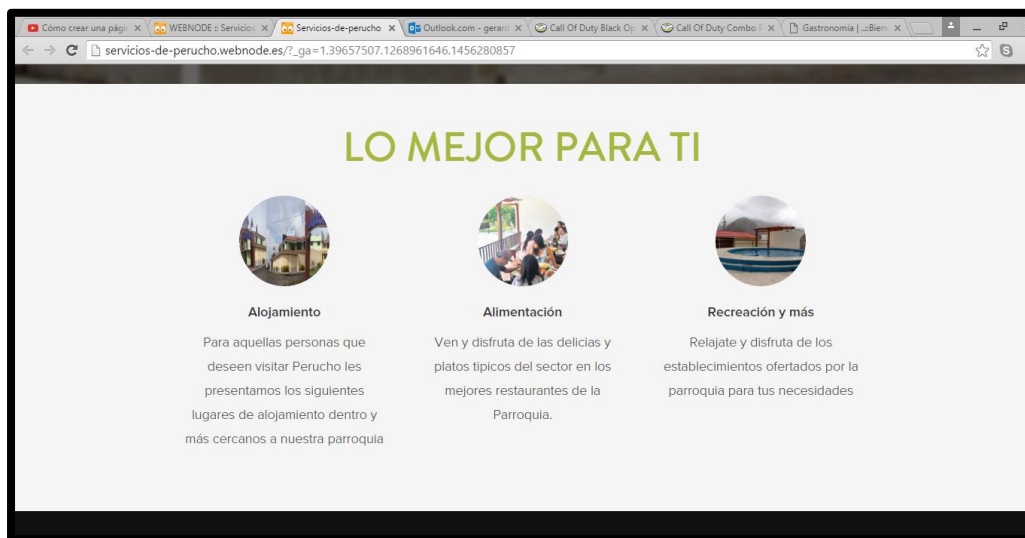 Cómo crear una pági
WEBNODE :: Servicios
Servicios-de-perucho
Outlook.com - gerard
Call Of Duty Black Op
Call Of Duty Combo P
Gastronomía | .::Bien
servicios-de-perucho.webnode.es/?_ga=1.39657507.1268961646.1456280857
LO MEJOR PARA TI
Alojamiento
Para aquellas personas que
deseen visitar Perucho les
presentamos los siguientes
lugares de alojamiento dentro y
más cercanos a nuestra parroquia
Alimentación
Ven y disfruta de las delicias y
platos tipicos del sector en los
mejores restaurantes de la
Parroquia.
Recreación y más
Relajate y disfruta de los
establecimientos ofertados por la
parroquia para tus necesidades